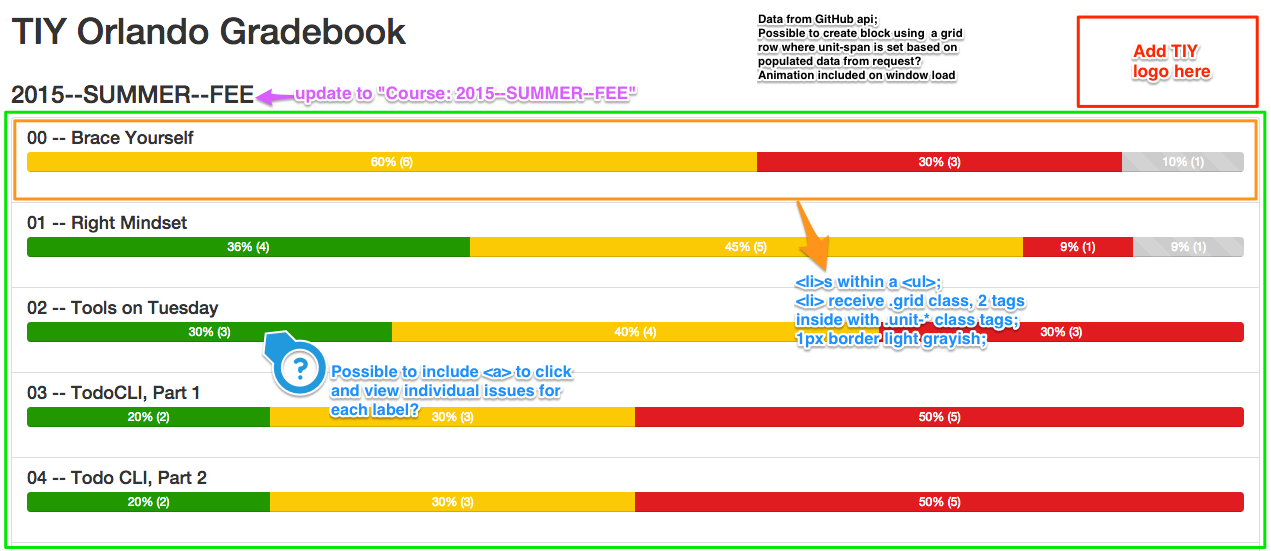 TIY Orlando Gradebook
Data from GitHub api;
Possible to create block using a grid
row where unit-span is set based on
populated data from request?
Animation included on window load
Add TIY
logo here
2015--SUMMER--FEE
update to "Course: 2015--SUMMER--FEE"
00 -- Brace Yourself
60% (6)
30% (3)
10% (1)
01 -- Right Mindset
36% (4)
45% (5)
9% (1)
9% (1)
<li>s within a <ul>;
<li> receive .grid class, 2 tags
inside with .unit-* class tags;
1px border light grayish;
02 -- Tools on Tuesday
30% (3)
40% (4)
30% (3)
?
Possible to include <a> to click
and view individual issues for
each label?
03 -- TodoCLI, Part 1
20% (2)
30% (3)
50% (5)
04 -- Todo CLI, Part 2
20% (2)
30% (3)
50% (5)